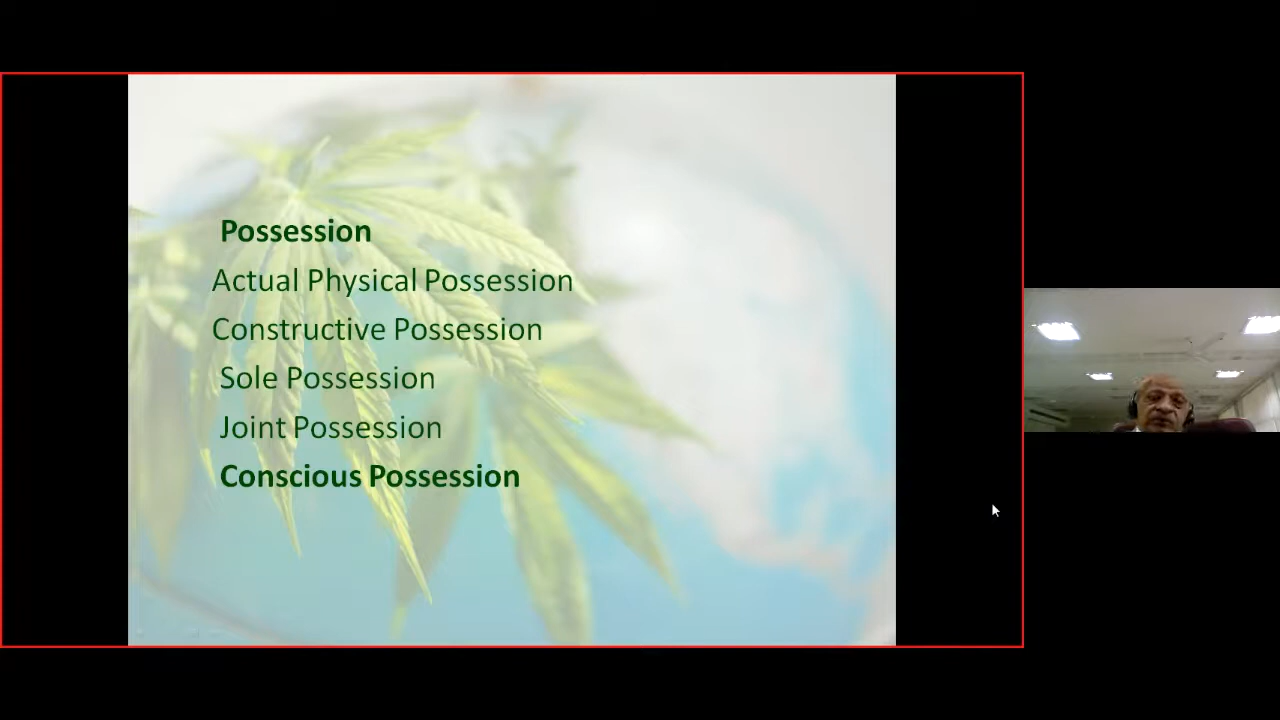 Possession
Actual Physical Possession
Constructive Possession
Sole Possession
Joint Possession
Conscious Possession